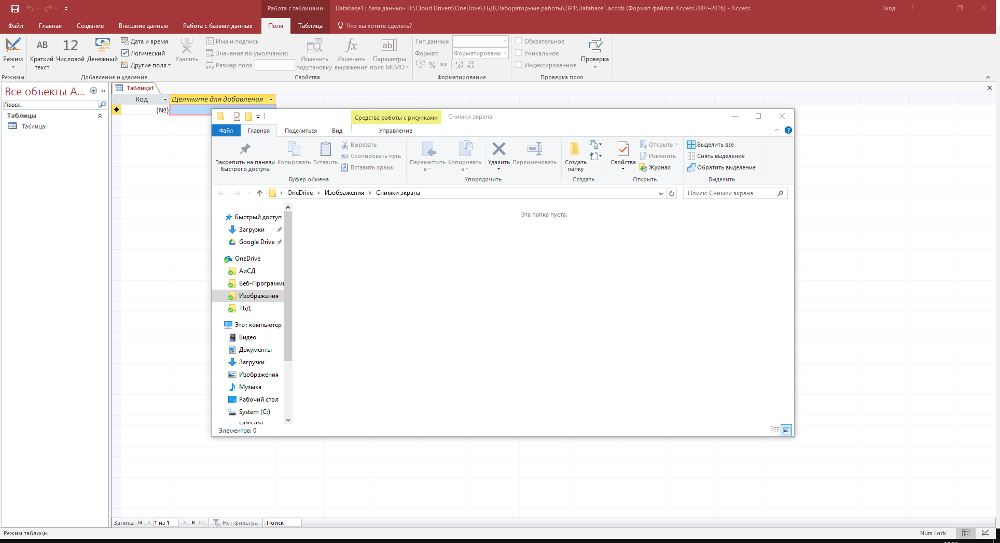 Работа с таблицами
Database1 : база данных- D:\Cloud Drivers\OneDrive\ТБД\Лабораторные работы\ЛР1\Database1.accdb (Формат файлов Access 2007–2016) - Access
Вход
?
Файл
Главная
Создание
Внешние данные
Работа с базами данных
Поля
Таблица
Что вы хотите сделать?
Режим
Режимы
AB
Краткий
текст
12
Числовой
Денежный
Дата и время
Логический
Другие поля
Удалить
Добавление и удаление
Имя и подпись
Значение по умолчанию
Размер поля
Изменить
подстановку
fx
Изменить
выражение
ab|
Параметры
поля МЕМО
Свойства
Тип данных:
Формат:
Форматировани
% 000
Форматирование
Обязательное
Уникальное
Индексированное
Проверка
Проверка поля
Все объекты А...
Поиск...
Таблицы
Таблица1
Таблица1
Код
Щелкните для добавления
(№)
Средства работы с рисунками
Снимки экрана
Файл
Главная
Поделиться
Вид
Управление
?
Закрепить на панели
быстрого доступа
Копировать
Вставить
Вырезать
Скопировать путь
Вставить ярлык
Буфер обмена
Переместить
в
Копировать
в
Удалить
Переименовать
Упорядочить
Создать
папку
Создать
Свойства
Открыть
Изменить
Журнал
Открыть
Выделить все
Снять выделение
Обратить выделение
Выделить
OneDrive
Изображения
Снимки экрана
Поиск: Снимки экрана
Эта папка пуста.
Быстрый доступ
Загрузки
Google Drive
OneDrive
АиСД
Веб-Программ
Изображения
ТБД
Этот компьютер
Видео
Документы
Загрузки
Изображения
Музыка
Рабочий стол
System (C:)
HDD (D:)
Элементов: 0
Запись:
1 из 1
Нет фильтра
Поиск
Режим таблицы
Num Lock